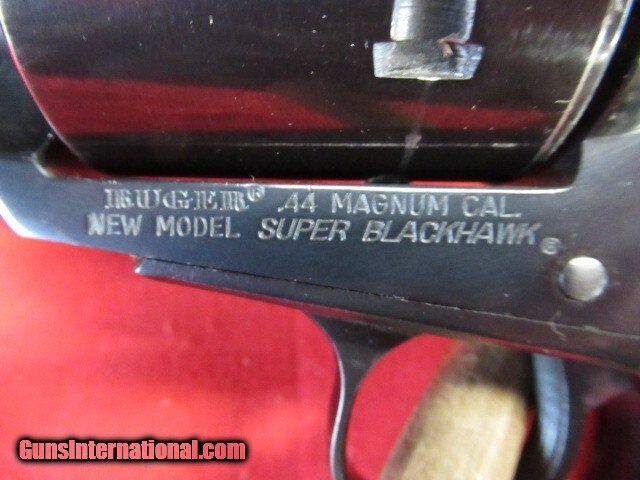 RUGER® .44 MAGNUM CAL.
NEW MODEL SUPER BLACKHAWK®
GunsInternational.com